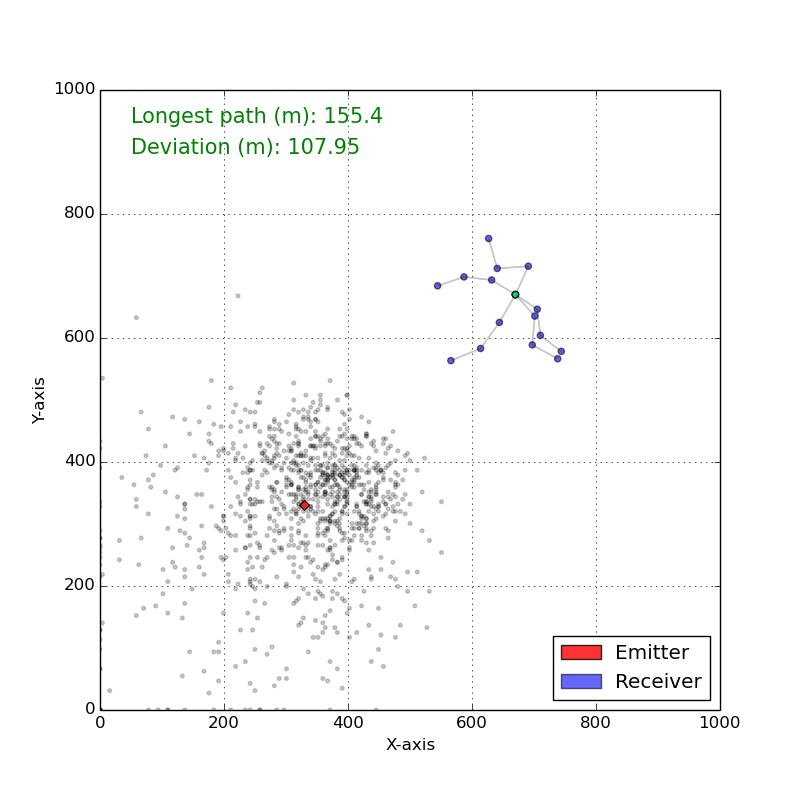 Longest path (m): 155.4
Deviation (m): 107.95
1000
800
600
400
200
0
Y-axis
0 200 400 600 800 1000
X-axis
Emitter
Receiver